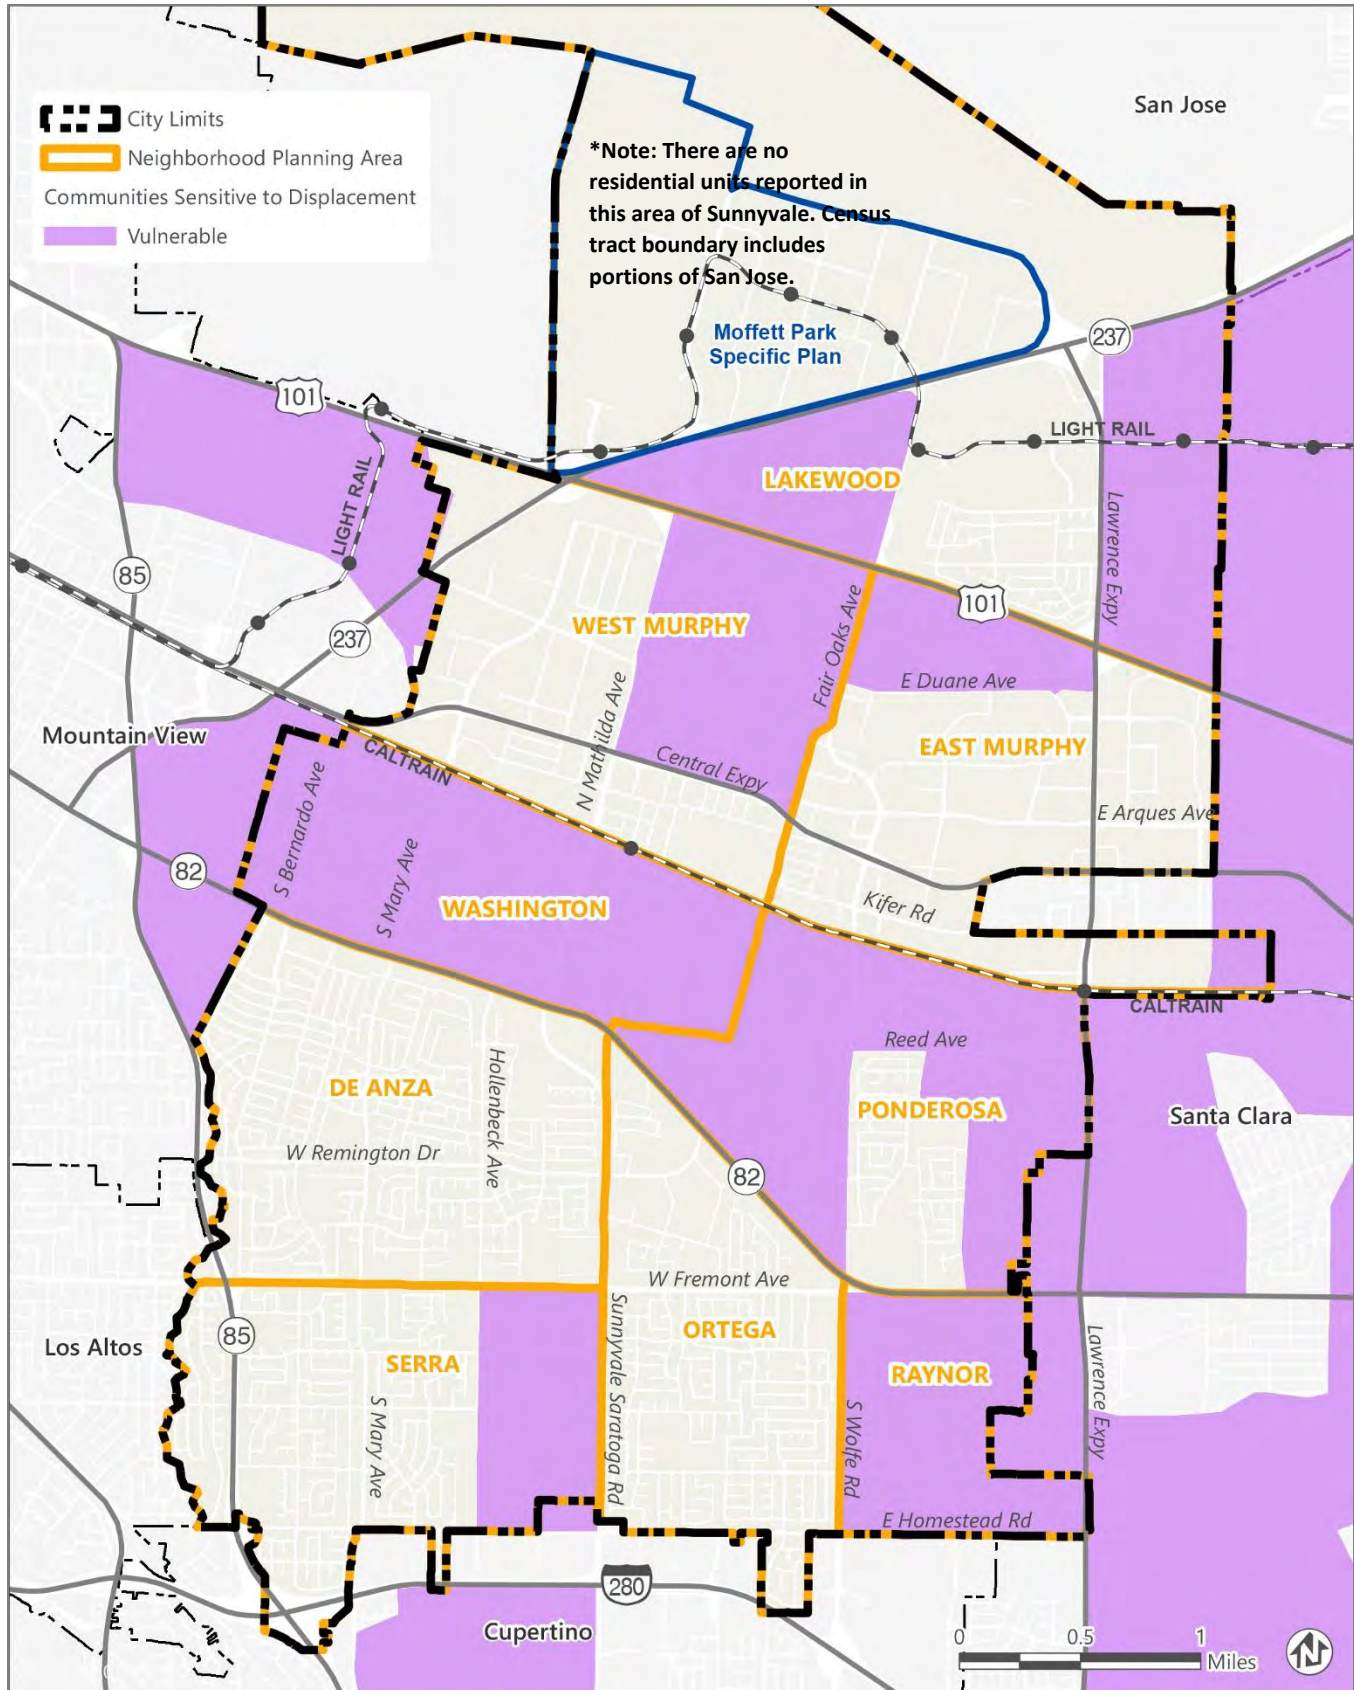 San Jose
City Limits
Neighborhood Planning Area
Communities Sensitive to Displacement
Vulnerable
*Note: There are no
residential units reported in
this area of Sunnyvale. Census
tract boundary includes
portions of San Jose.
Moffett Park
Specific Plan
237
101
LIGHT RAIL
LAKEWOOD
LIGHT RAIL
Lawrence Expy
85
101
Fair Oaks Ave
WEST MURPHY
237
E Duane Ave
N Mathilda Ave
Mountain View
EAST MURPHY
CALTRAIN
Central Expy
S Bernardo Ave
E Arques Ave
82
S Mary Ave
WASHINGTON
Kifer Rd
CALTRAIN
Reed Ave
Hollenbeck Ave
DE ANZA
PONDEROSA
Santa Clara
W Remington Dr
82
W Fremont Ave
Sunnyvale Saratoga Rd
85
ORTEGA
Los Altos
SERRA
RAYNOR
Lawrence Expy
S Mary Ave
S Wolfe Rd
E Homestead Rd
280
Cupertino
0 0.5 1
Miles
N